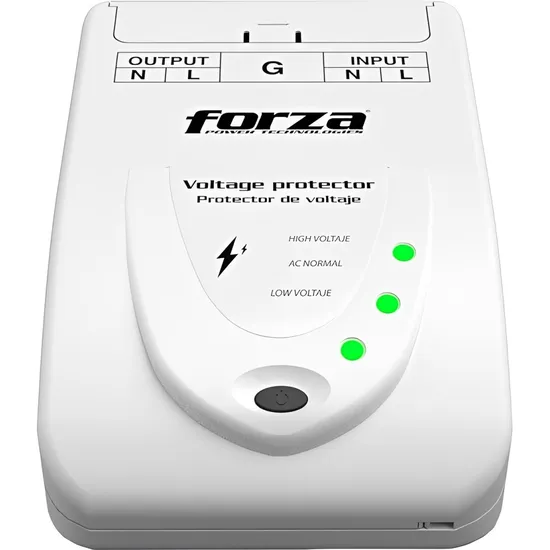 OUTPUT G INPUT
N L N L
forza
POWER TECHNOLOGIES
Voltage protector
Protector de voltaje
HIGH VOLTAJE
AC NORMAL
LOW VOLTAJE